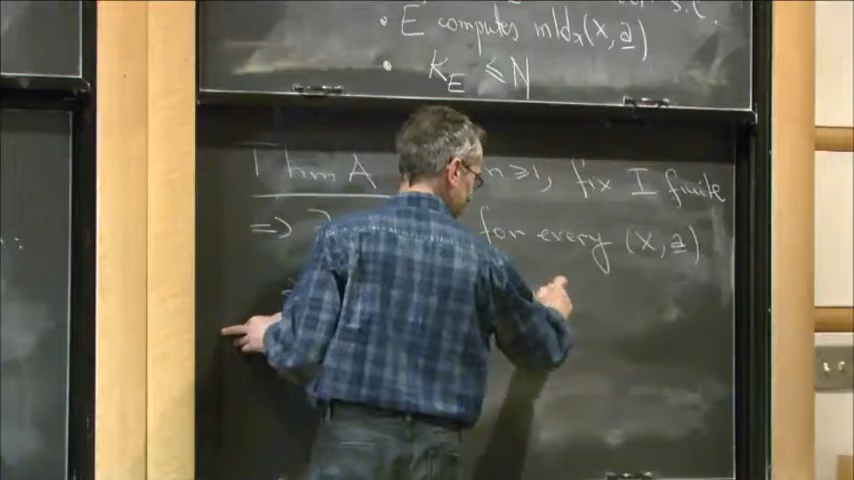 • E computes mld_x(X, a)
• K_E ≤ N
Thm A n ≥ 1, fix I finite
=> for every (X, a)